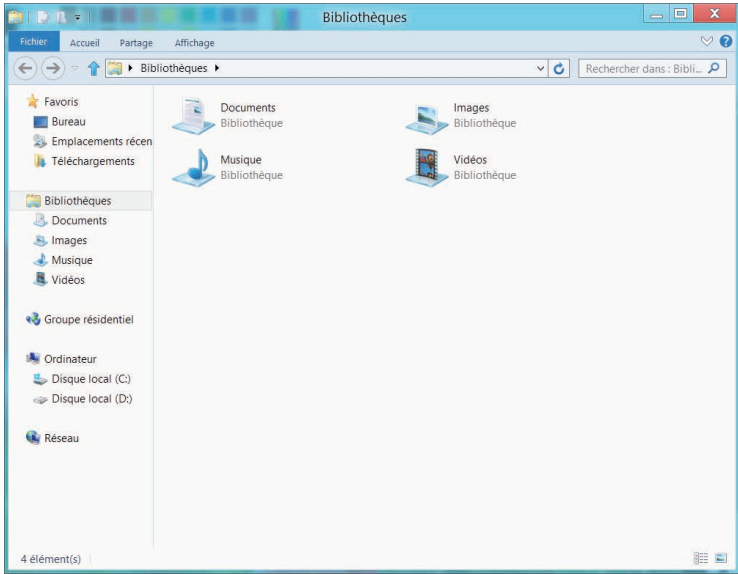 Bibliothèques
Fichier Accueil Partage Affichage
Bibliothèques
Rechercher dans : Bibli...
Favoris
Bureau
Emplacements récen
Téléchargements
Bibliothèques
Documents
Images
Musique
Vidéos
Groupe résidentiel
Ordinateur
Disque local (C:)
Disque local (D:)
Réseau
Documents
Bibliothèque
Images
Bibliothèque
Musique
Bibliothèque
Vidéos
Bibliothèque
4 élément(s)